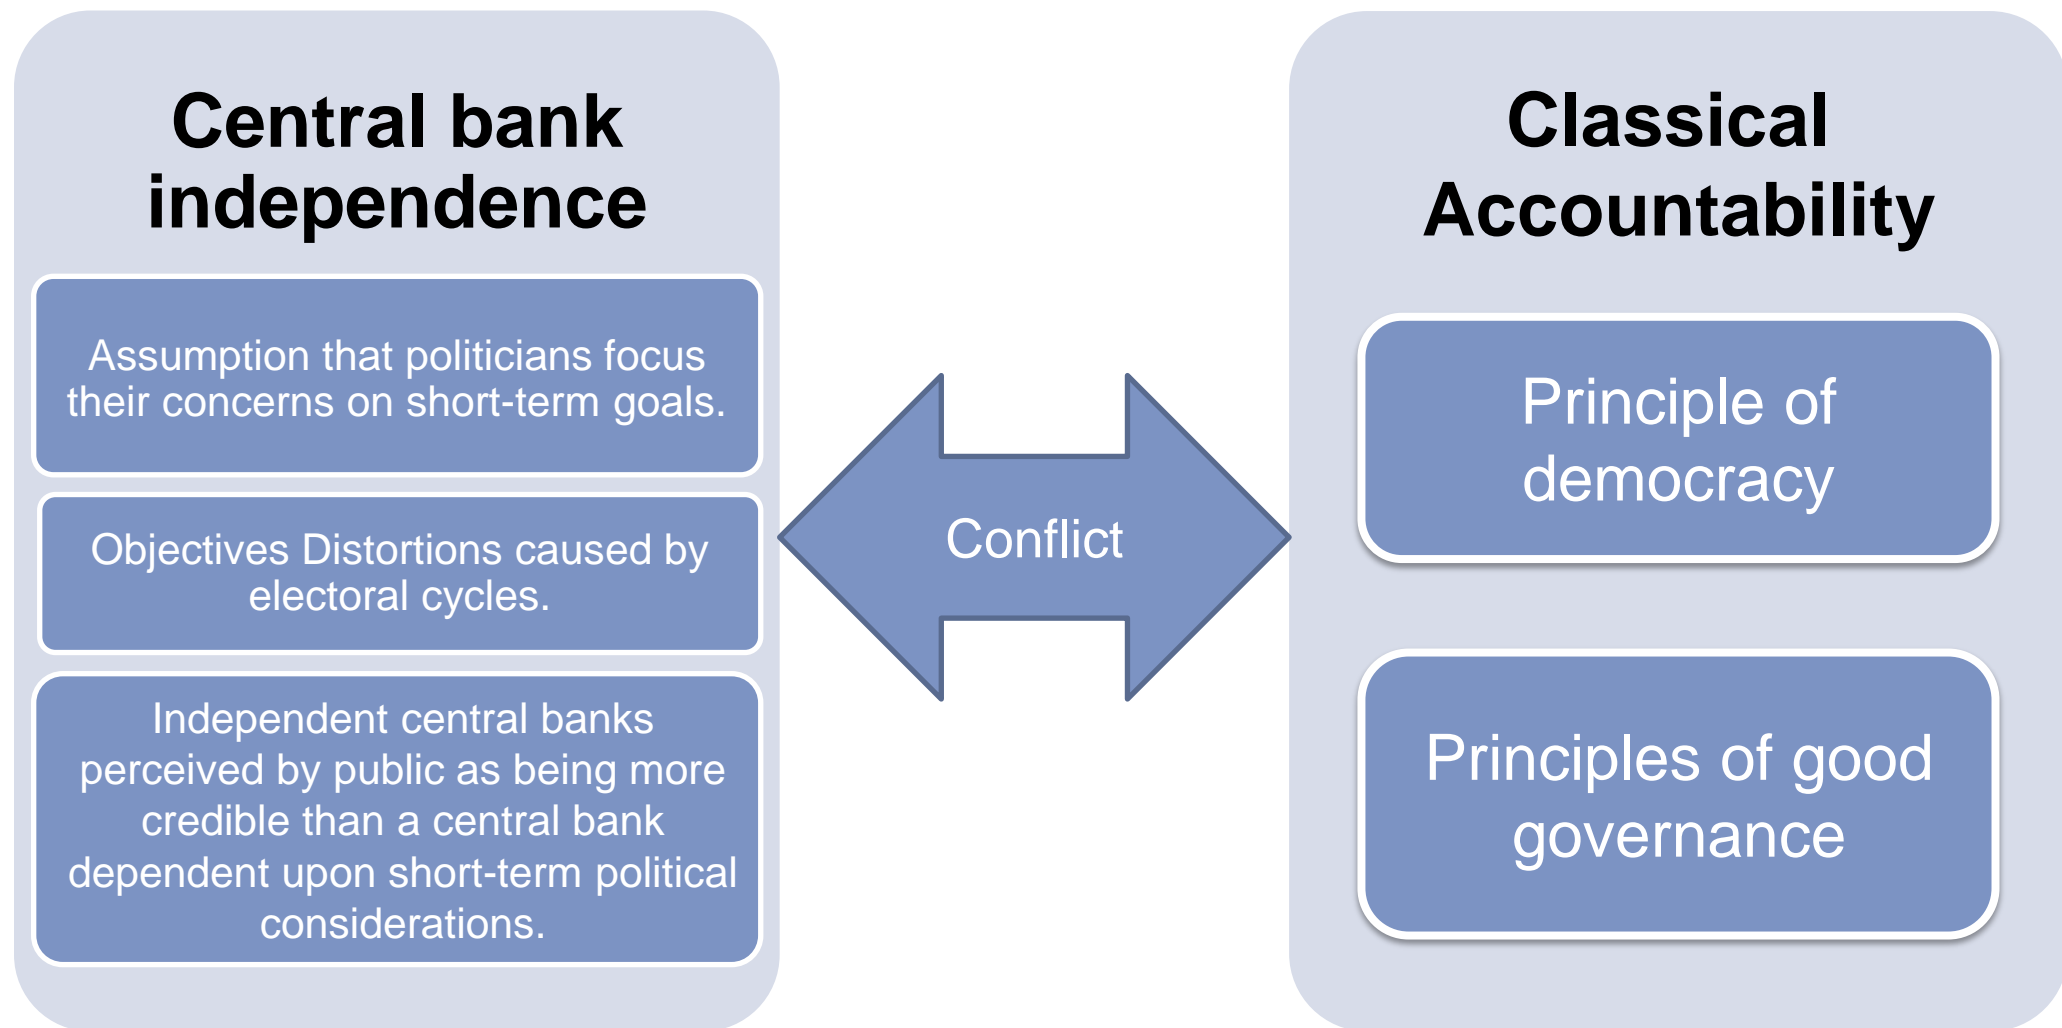 Central bank
independence
Assumption that politicians focus
their concerns on short-term goals.
Objectives Distortions caused by
electoral cycles.
Independent central banks
perceived by public as being more
credible than a central bank
dependent upon short-term political
considerations.
Conflict
Classical
Accountability
Principle of
democracy
Principles of good
governance